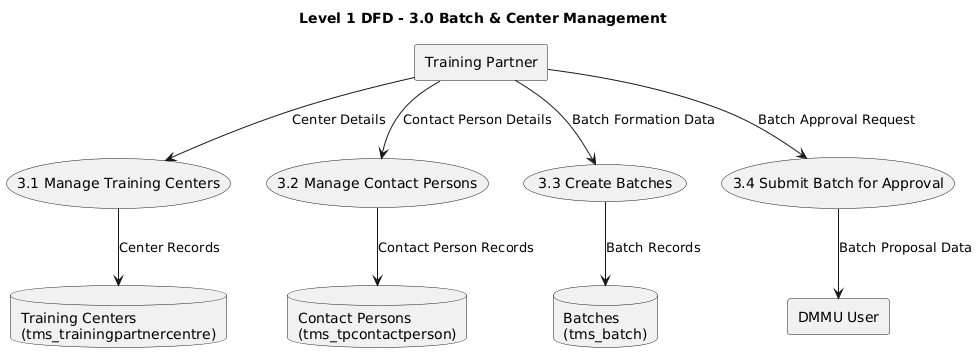 Level 1 DFD - 3.0 Batch & Center Management
Training Partner
Center Details
Contact Person Details
Batch Formation Data
Batch Approval Request
3.1 Manage Training Centers
3.2 Manage Contact Persons
3.3 Create Batches
3.4 Submit Batch for Approval
Center Records
Contact Person Records
Batch Records
Batch Proposal Data
Training Centers
(tms_trainingpartnercentre)
Contact Persons
(tms_tpcontactperson)
Batches
(tms_batch)
DMMU User